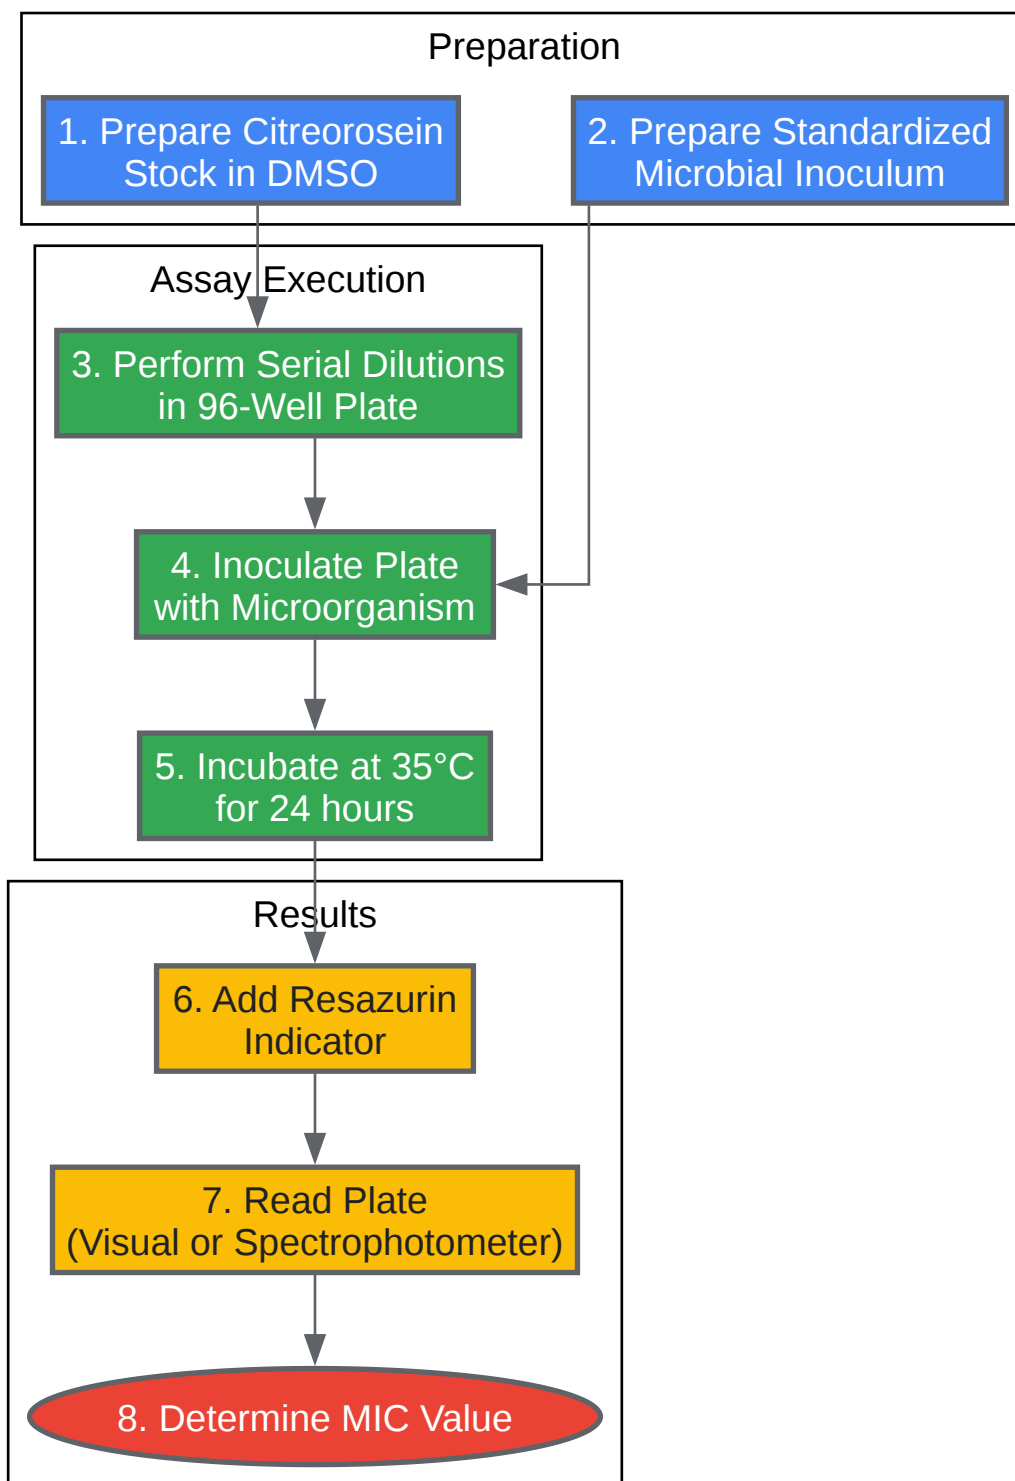 Preparation
1. Prepare Citreorosein
Stock in DMSO
2. Prepare Standardized
Microbial Inoculum
Assay Execution
3. Perform Serial Dilutions
in 96-Well Plate
4. Inoculate Plate
with Microorganism
5. Incubate at 35°C
for 24 hours
Results
6. Add Resazurin
Indicator
7. Read Plate
(Visual or Spectrophotometer)
8. Determine MIC Value